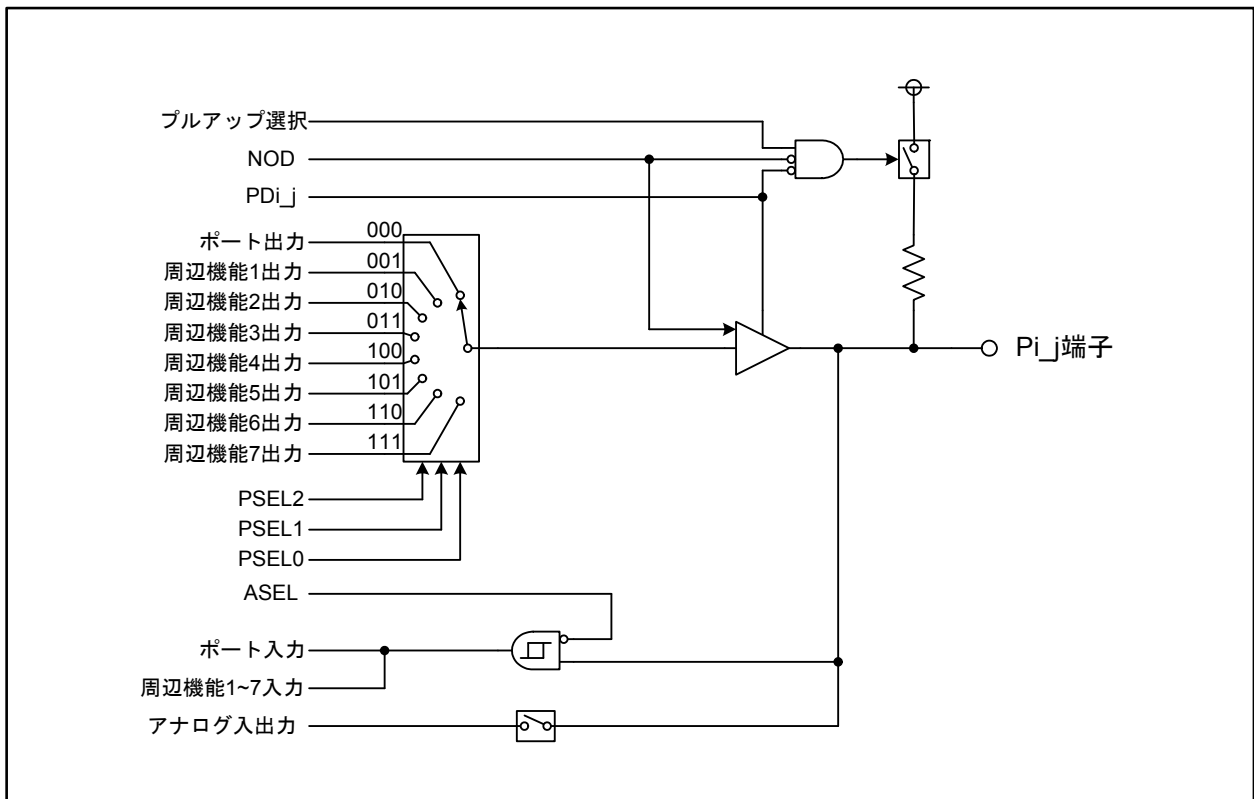 プルアップ選択
NOD
PDi_j
ポート出力 000
周辺機能1出力 001
周辺機能2出力 010
周辺機能3出力 011
周辺機能4出力 100
周辺機能5出力 101
周辺機能6出力 110
周辺機能7出力 111
Pi_j端子
PSEL2
PSEL1
PSEL0
ASEL
ポート入力
周辺機能1~7入力
アナログ入出力